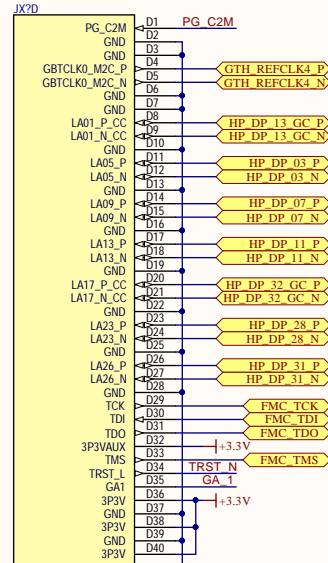 JX?D
PG_C2M D1 PG_C2M
GND D2
GND D3
GBTCLK0_M2C_P D4 GTH_REFCLK4_P
GBTCLK0_M2C_N D5 GTH_REFCLK4_N
GND D6
GND D7
LA01_P_CC D8 HP_DP_13_GC_P
LA01_N_CC D9 HP_DP_13_GC_N
GND D10
LA05_P D11 HP_DP_03_P
LA05_N D12 HP_DP_03_N
GND D13
LA09_P D14 HP_DP_07_P
LA09_N D15 HP_DP_07_N
GND D16
LA13_P D17 HP_DP_11_P
LA13_N D18 HP_DP_11_N
GND D19
LA17_P_CC D20 HP_DP_32_GC_P
LA17_N_CC D21 HP_DP_32_GC_N
GND D22
LA23_P D23 HP_DP_28_P
LA23_N D24 HP_DP_28_N
GND D25
LA26_P D26 HP_DP_31_P
LA26_N D27 HP_DP_31_N
GND D28
TCK D29 FMC_TCK
TDI D30 FMC_TDI
TDO D31 FMC_TDO
3P3VAUX D32 +3.3V
TMS D33 FMC_TMS
TRST_L D34 TRST_N
GA1 D35 GA_1
3P3V D36 +3.3V
GND D37
3P3V D38
GND D39
3P3V D40